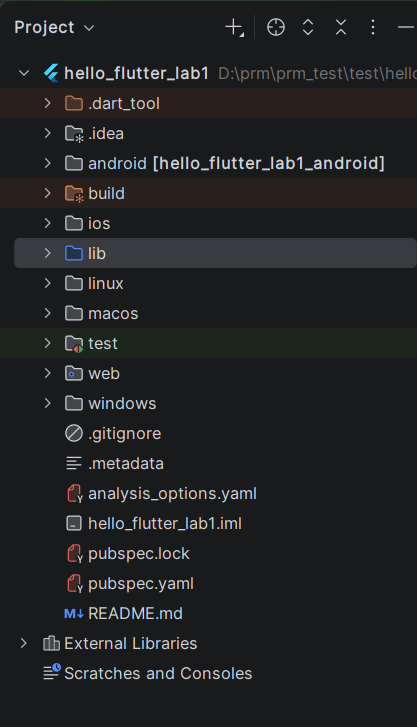 Project
hello_flutter_lab1 D:\prm\prm_test\test\hello
.dart_tool
.idea
android [hello_flutter_lab1_android]
build
ios
lib
linux
macos
test
web
windows
.gitignore
.metadata
analysis_options.yaml
hello_flutter_lab1.iml
pubspec.lock
pubspec.yaml
M↓ README.md
External Libraries
Scratches and Consoles